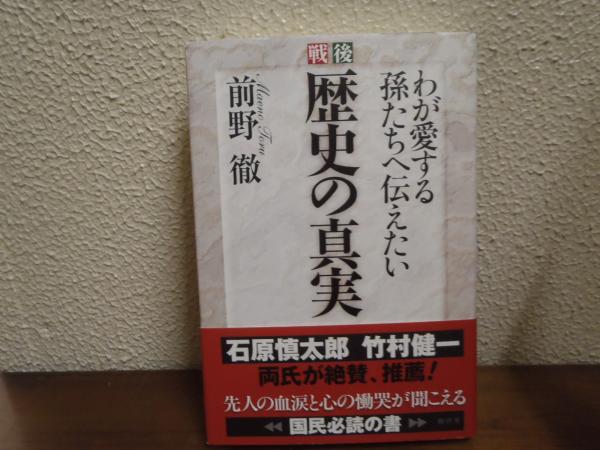 わが愛する
孫たちへ伝えたい
戦後
歴史の真実
前野 徹
Maeno Toru
石原慎太郎 竹村健一
両氏が絶賛、推薦!
先人の血涙と心の慟哭が聞こえる
国民必読の書